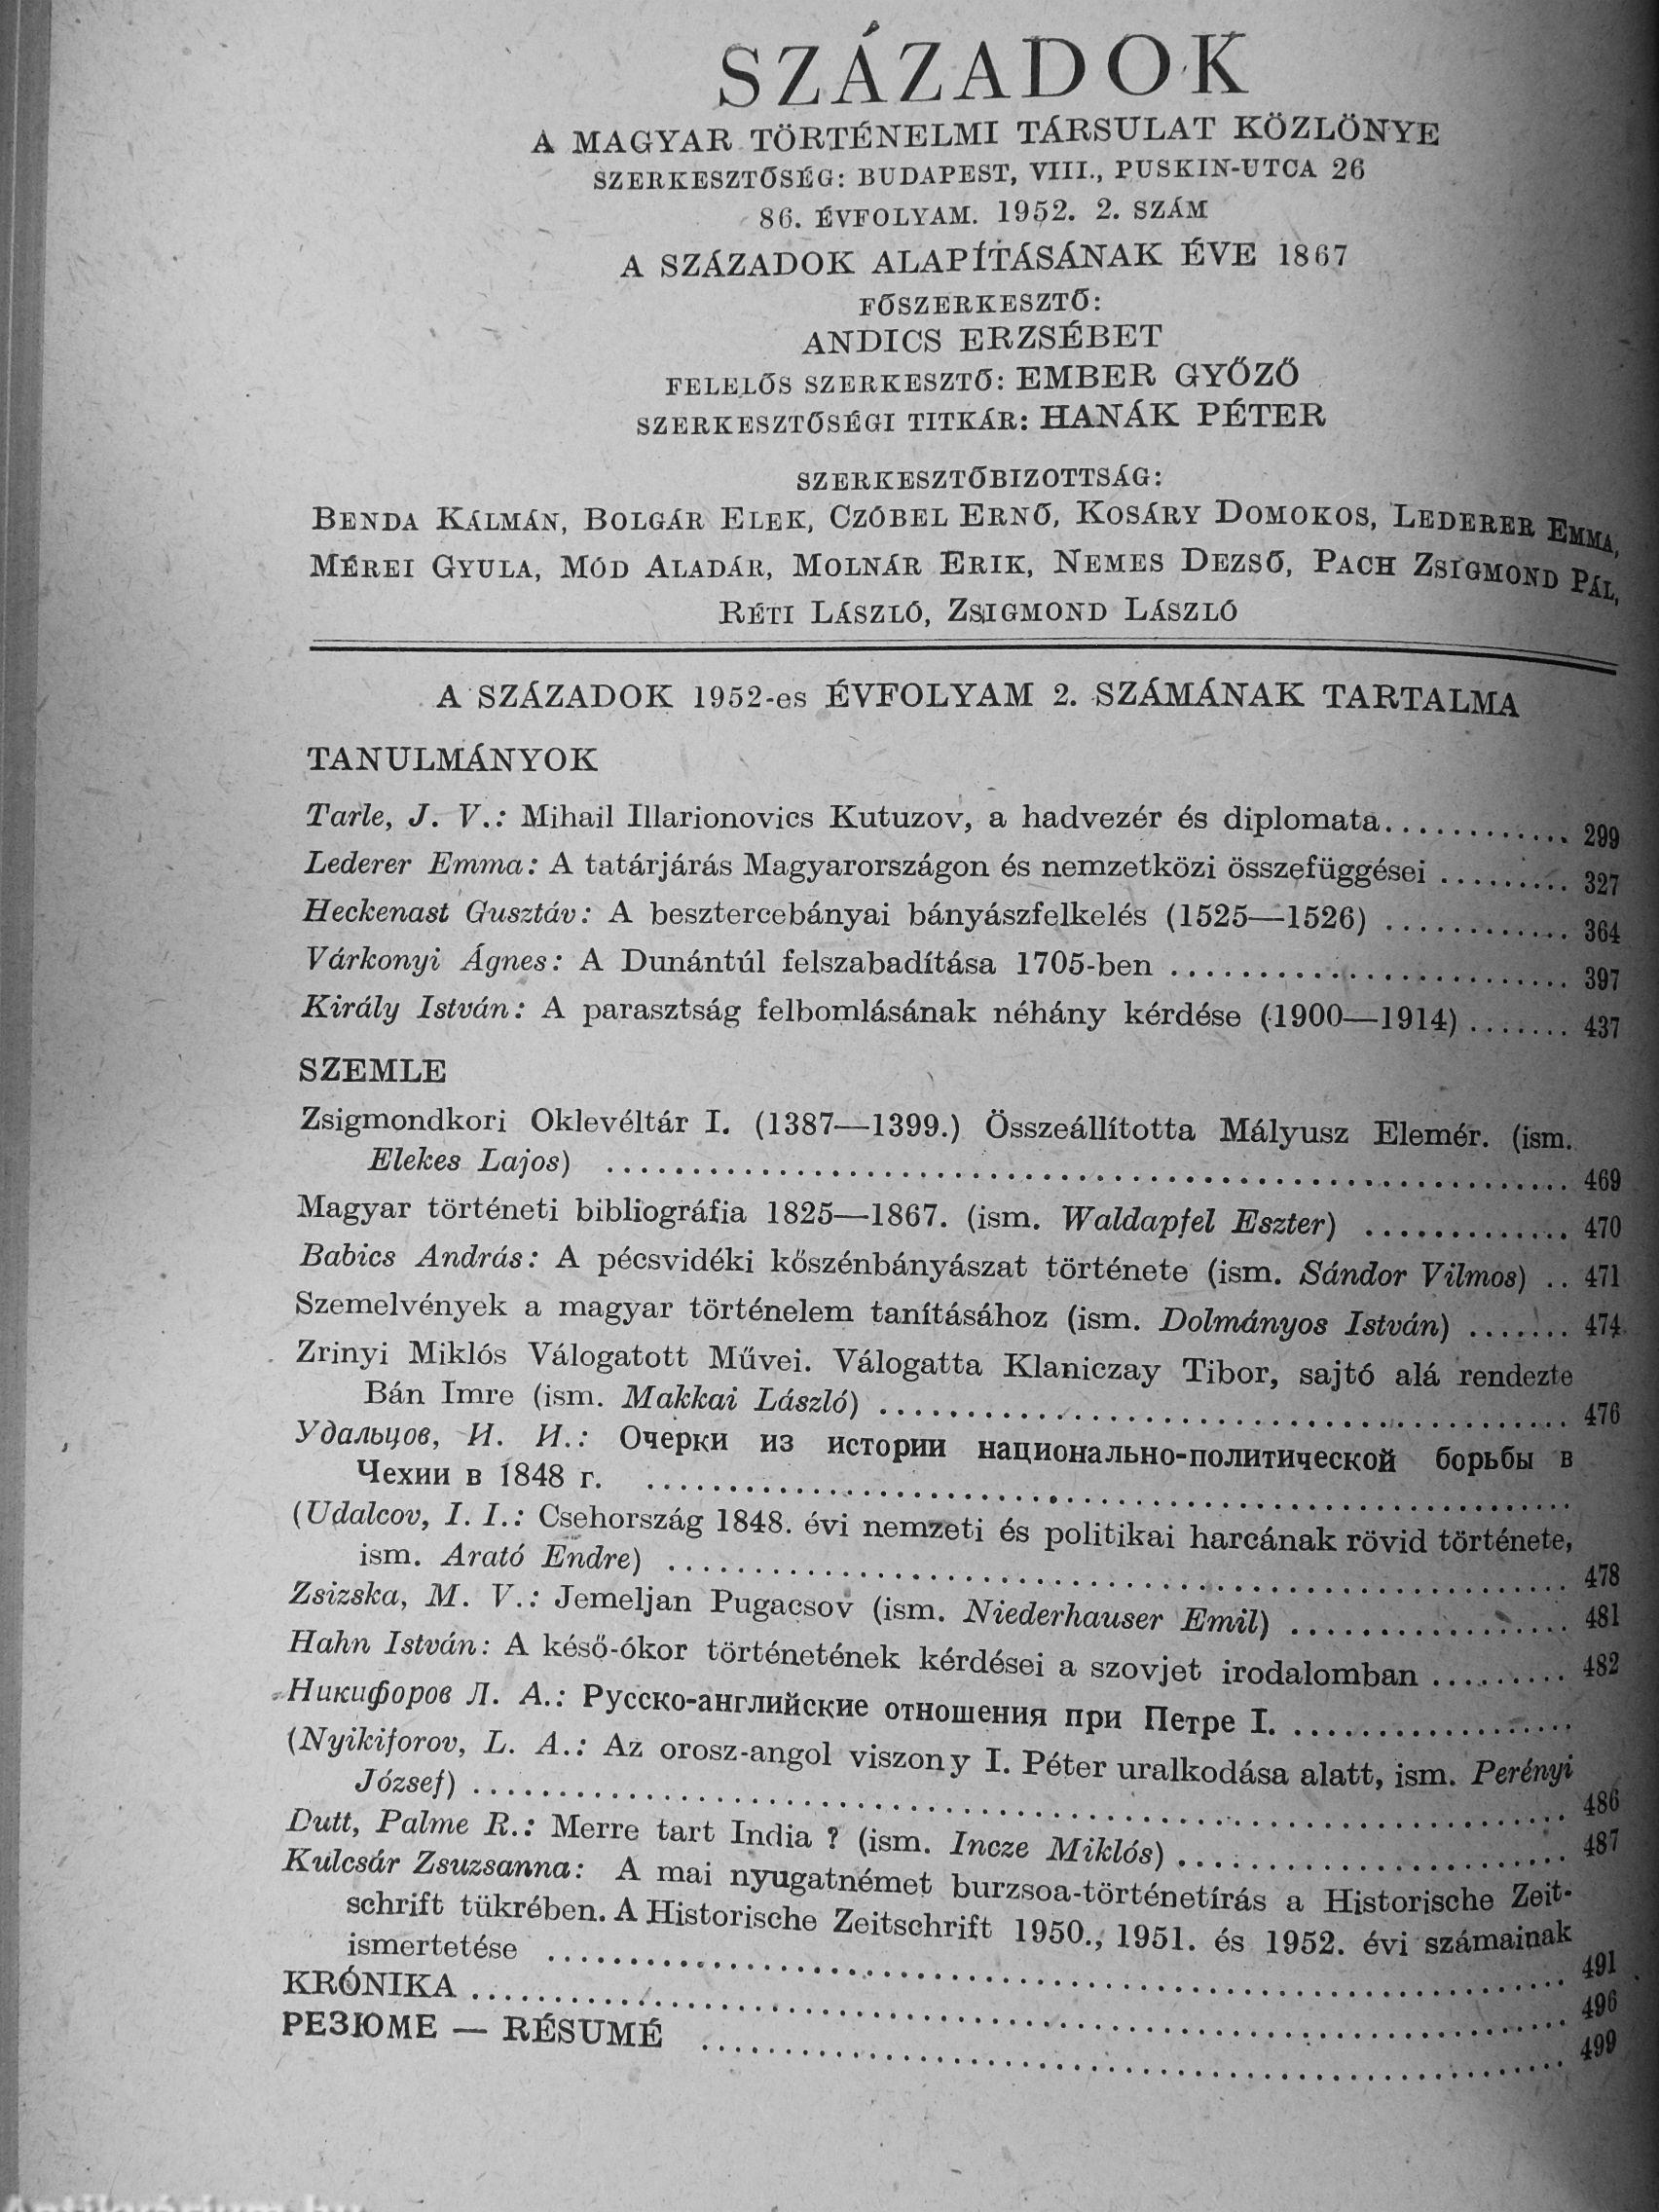 SZÁZADOK
A MAGYAR TÖRTÉNELMI TÁRSULAT KÖZLÖNYE
SZERKESZTŐSÉG: BUDAPEST, VIII., PUSKIN-UTCA 26
86. ÉVFOLYAM. 1952. 2. SZÁM
A SZÁZADOK ALAPÍTÁSÁNAK ÉVE 1867
FŐSZERKESZTŐ:
ANDICS ERZSÉBET
FELELŐS SZERKESZTŐ: EMBER GYŐZŐ
SZERKESZTŐSÉGI TITKÁR: HANÁK PÉTER
SZERKESZTŐBIZOTTSÁG:
BENDA KÁLMÁN, BOLGÁR ELEK, CZÓBEL ERNŐ, KOSÁRY DOMOKOS, LEDERER EMMA,
MÉREI GYULA, MÓD ALADÁR, MOLNÁR ERIK, NEMES DEZSŐ, PACH ZSIGMOND PÁL,
RÉTI LÁSZLÓ, ZSIGMOND LÁSZLÓ
A SZÁZADOK 1952-es ÉVFOLYAM 2. SZÁMÁNAK TARTALMA
TANULMÁNYOK
Tarle, J. V.: Mihail Illarionovics Kutuzov, a hadvezér és diplomata............ 299
Lederer Emma: A tatárjárás Magyarországon és nemzetközi összefüggései ......... 327
Heckenast Gusztáv: A besztercebányai bányászfelkelés (1525—1526) ............ 364
Várkonyi Ágnes: A Dunántúl felszabadítása 1705-ben ......................... 397
Király István: A parasztság felbomlásának néhány kérdése (1900—1914) ....... 437
SZEMLE
Zsigmondkori Oklevéltár I. (1387—1399.) Összeállította Mályusz Elemér. (ism.
Elekes Lajos) ............................................................ 469
Magyar történeti bibliográfia 1825—1867. (ism. Waldapfel Eszter) ............. 470
Babics András: A pécsvidéki kőszénbányászat története (ism. Sándor Vilmos) .. 471
Szemelvények a magyar történelem tanításához (ism. Dolmányos István) ....... 474
Zrinyi Miklós Válogatott Művei. Válogatta Klaniczay Tibor, sajtó alá rendezte
Bán Imre (ism. Makkai László) ........................................... 476
Удальцов, И. И.: Очерки из истории национально-политической борьбы в
Чехии в 1848 г. .........................................................
(Udalcov, I. I.: Csehország 1848. évi nemzeti és politikai harcának rövid története,
ism. Arató Endre) ....................................................... 478
Zsizska, M. V.: Jemeljan Pugacsov (ism. Niederhauser Emil) ................. 481
Hahn István: A késő-ókor történetének kérdései a szovjet irodalomban ......... 482
Никифоров Л. А.: Русско-английские отношения при Петре I. ..................
(Nyikiforov, L. A.: Az orosz-angol viszony I. Péter uralkodása alatt, ism. Perényi
József) .................................................................. 486
Dutt, Palme R.: Merre tart India ? (ism. Incze Miklós) ........................ 487
Kulcsár Zsuzsanna: A mai nyugatnémet burzsoa-történetírás a Historische Zeit-
schrift tükrében. A Historische Zeitschrift 1950., 1951. és 1952. évi számainak
ismertetése .............................................................. 491
KRÓNIKA .................................................................. 496
РЕЗЮМЕ — RÉSUMÉ ..................................................... 499
Antikvárium.hu